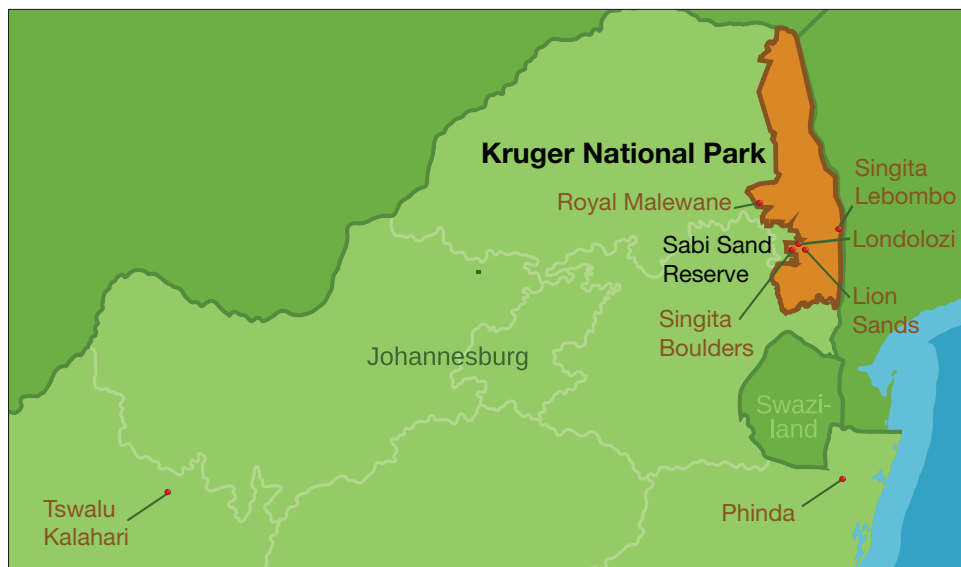 Kruger National Park
Singita
Lebombo
Royal Malewane
Londolozi
Sabi Sand
Reserve
Lion
Sands
Singita
Boulders
Johannesburg
Swazi-
land
Tswalu
Kalahari
Phinda